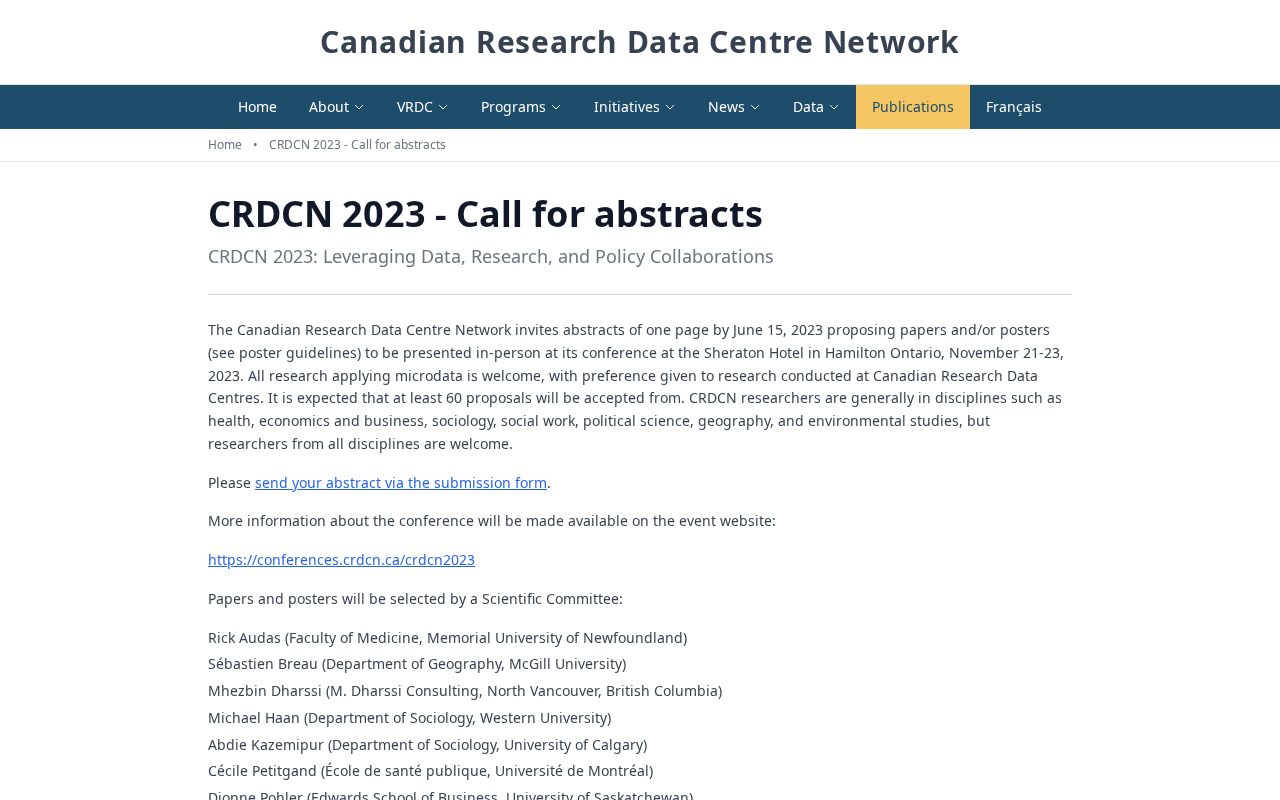 Canadian Research Data Centre Network
Home About VRDC Programs Initiatives News Data Publications Français
Home • CRDCN 2023 - Call for abstracts
CRDCN 2023 - Call for abstracts
CRDCN 2023: Leveraging Data, Research, and Policy Collaborations
The Canadian Research Data Centre Network invites abstracts of one page by June 15, 2023 proposing papers and/or posters
(see poster guidelines) to be presented in-person at its conference at the Sheraton Hotel in Hamilton Ontario, November 21-23,
2023. All research applying microdata is welcome, with preference given to research conducted at Canadian Research Data
Centres. It is expected that at least 60 proposals will be accepted from. CRDCN researchers are generally in disciplines such as
health, economics and business, sociology, social work, political science, geography, and environmental studies, but
researchers from all disciplines are welcome.
Please send your abstract via the submission form.
More information about the conference will be made available on the event website:
https://conferences.crdcn.ca/crdcn2023
Papers and posters will be selected by a Scientific Committee:
Rick Audas (Faculty of Medicine, Memorial University of Newfoundland)
Sébastien Breau (Department of Geography, McGill University)
Mhezbin Dharssi (M. Dharssi Consulting, North Vancouver, British Columbia)
Michael Haan (Department of Sociology, Western University)
Abdie Kazemipur (Department of Sociology, University of Calgary)
Cécile Petitgand (École de santé publique, Université de Montréal)
Dionne Pohler (Edwards School of Business, University of Saskatchewan)